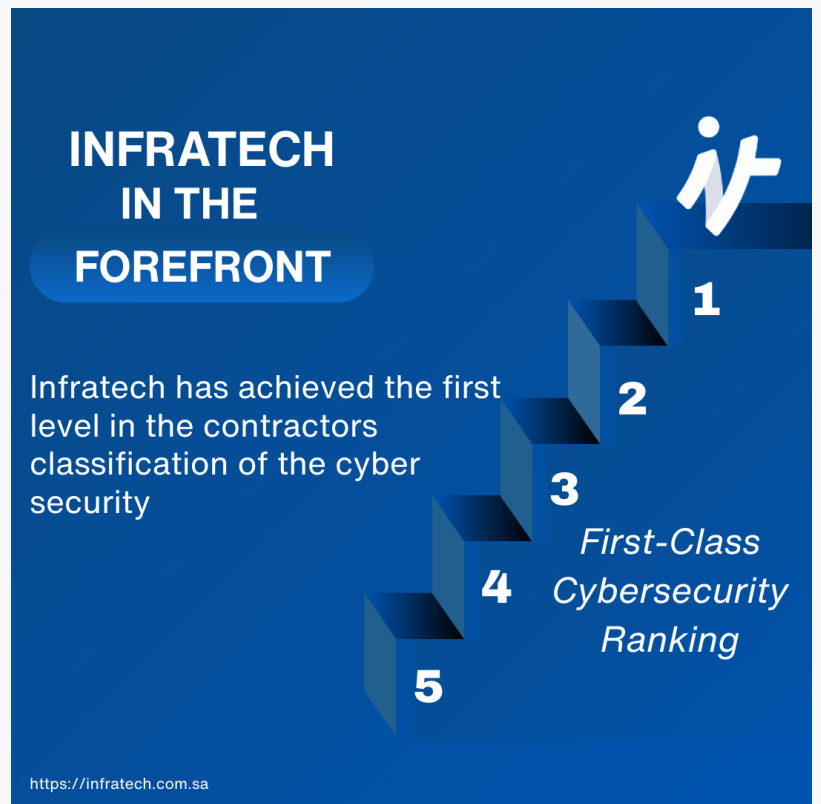 INFRATECH
IN THE
FOREFRONT
Infratech has achieved the first
level in the contractors
classification of the cyber
security
1
2
3
4
5
First-Class
Cybersecurity
Ranking
https://infratech.com.sa